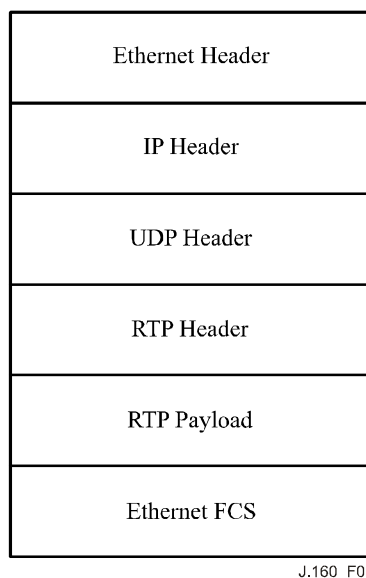 Ethernet Header
IP Header
UDP Header
RTP Header
RTP Payload
Ethernet FCS
J.160 F0